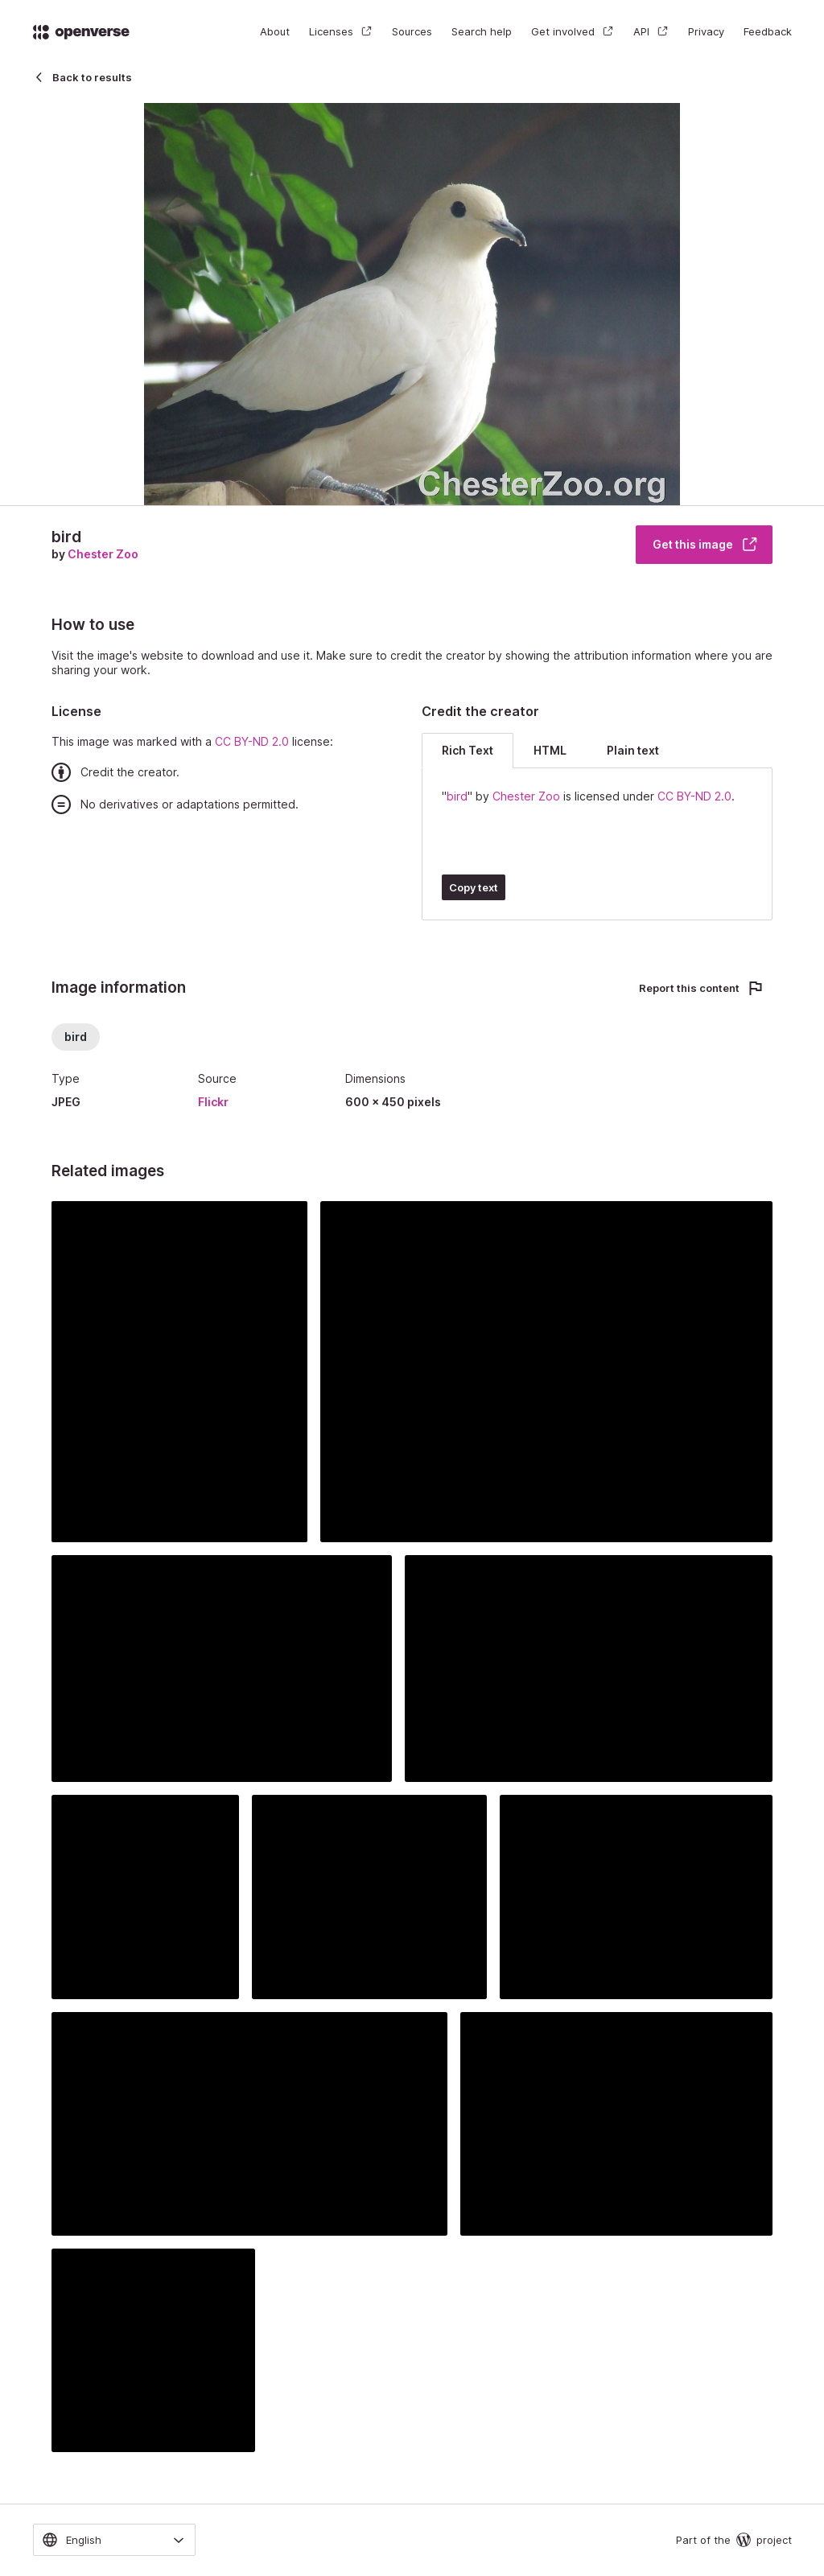 openverse
About
Licenses
Sources
Search help
Get involved
API
Privacy
Feedback
Back to results
ChesterZoo.org
bird
by Chester Zoo
Get this image
How to use
Visit the image's website to download and use it. Make sure to credit the creator by showing the attribution information where you are
sharing your work.
License
This image was marked with a CC BY-ND 2.0 license:
Credit the creator.
No derivatives or adaptations permitted.
Credit the creator
Rich Text
HTML
Plain text
"bird" by Chester Zoo is licensed under CC BY-ND 2.0.
Copy text
Image information
Report this content
bird
Type
JPEG
Source
Flickr
Dimensions
600 × 450 pixels
Related images
English
Part of the W project